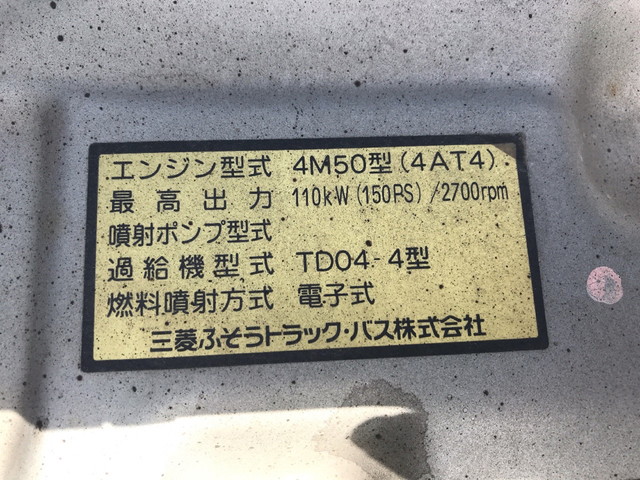 エンジン型式 4M50型(4AT4)
最高出力 110kW(150PS)/2700rpm
噴射ポンプ型式
過給機型式 TD04-4型
燃料噴射方式 電子式
三菱ふそうトラック・バス株式会社